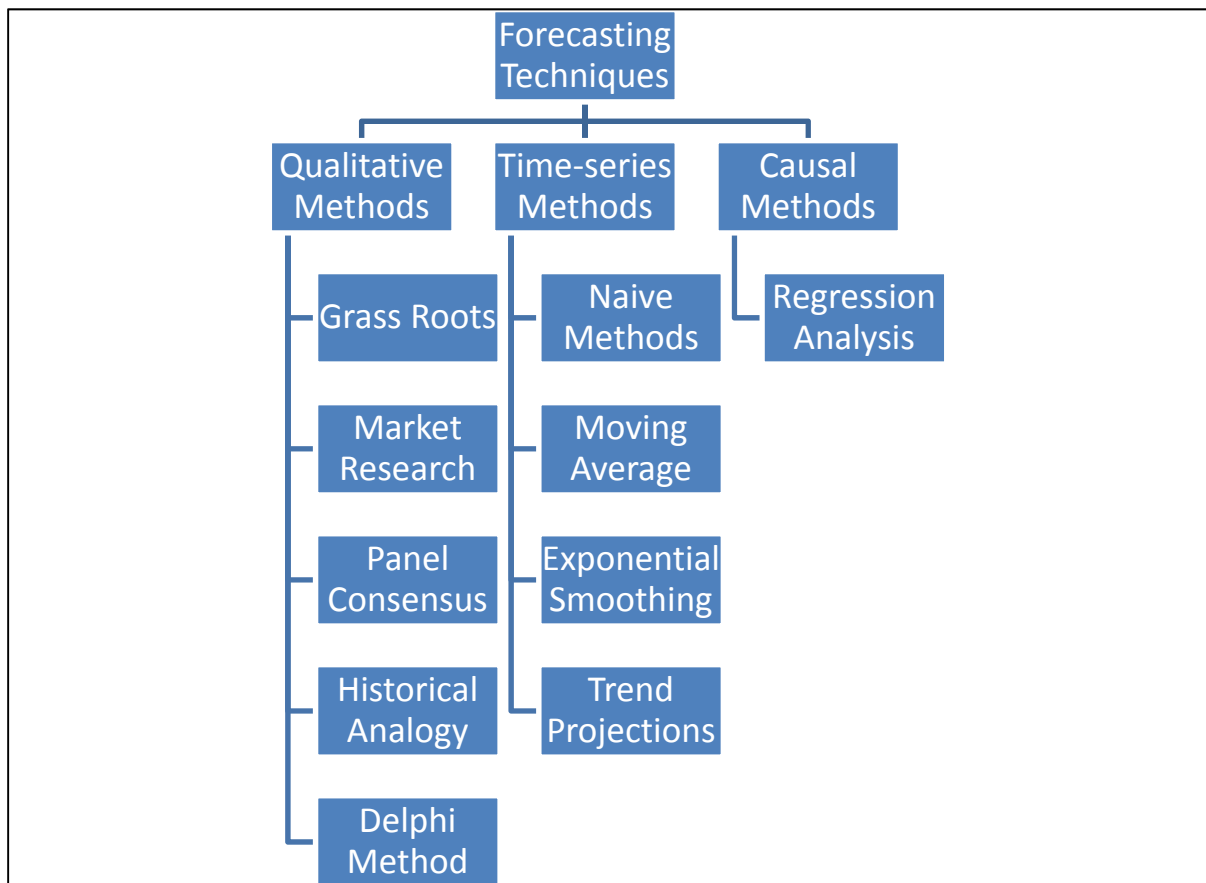 Forecasting
Techniques
Qualitative
Methods
Grass Roots
Market
Research
Panel
Consensus
Historical
Analogy
Delphi
Method
Time-series
Methods
Naive
Methods
Moving
Average
Exponential
Smoothing
Trend
Projections
Causal
Methods
Regression
Analysis